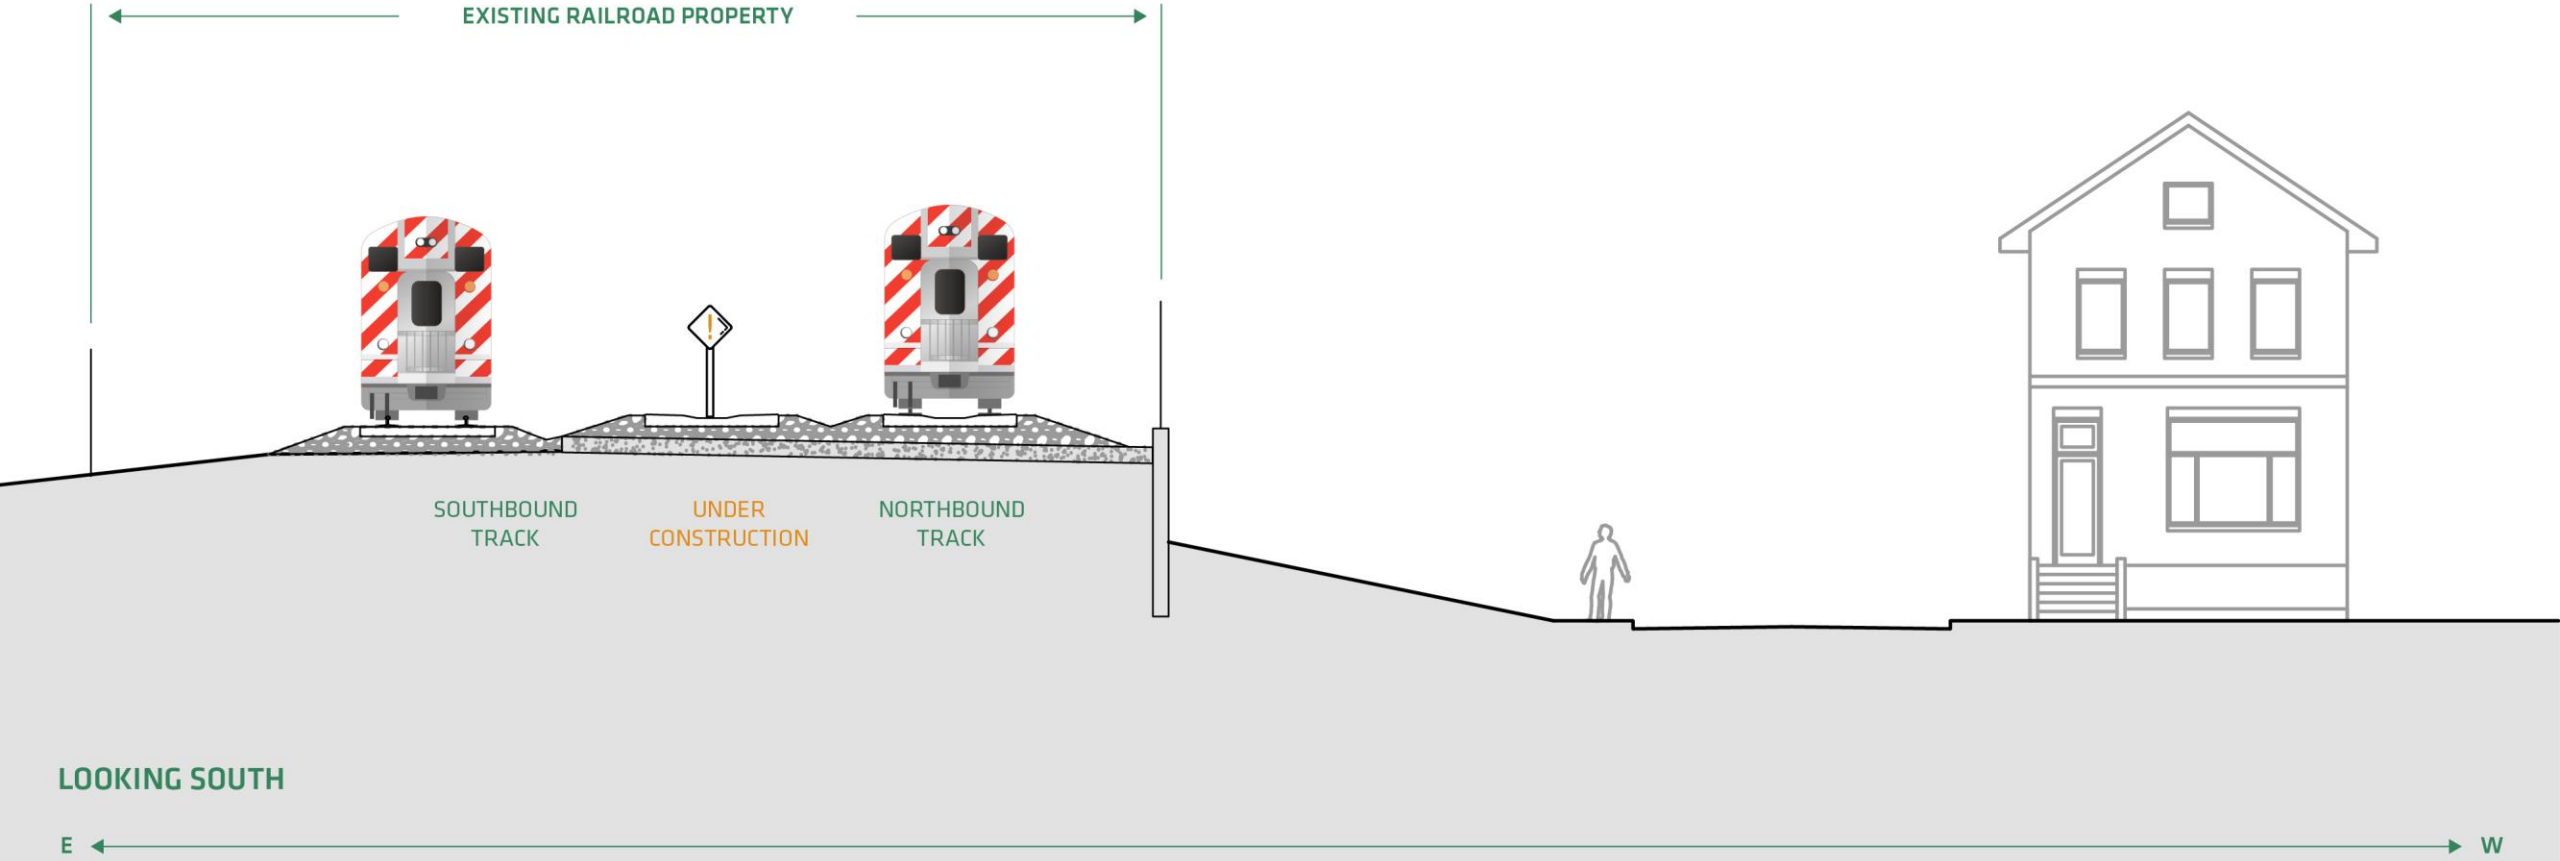 EXISTING RAILROAD PROPERTY
!
SOUTHBOUND
TRACK
UNDER
CONSTRUCTION
NORTHBOUND
TRACK
LOOKING SOUTH
E
W